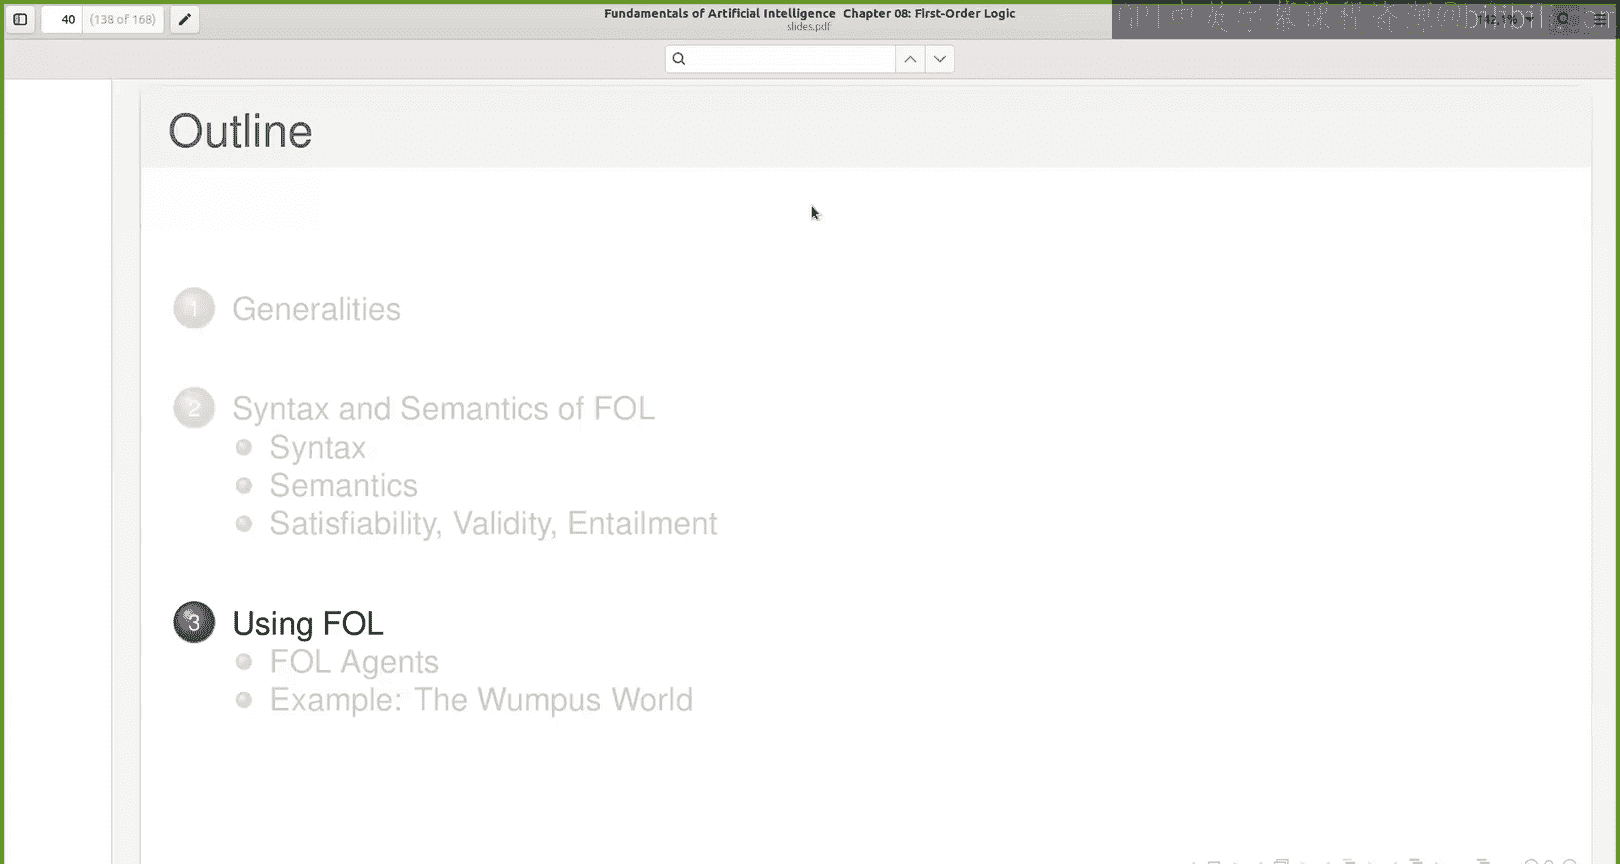 40 (138 of 168)
Fundamentals of Artificial Intelligence Chapter 08: First-Order Logic
slides.pdf
142.1%
Outline
1 Generalities
2 Syntax and Semantics of FOL
Syntax
Semantics
Satisfiability, Validity, Entailment
3 Using FOL
FOL Agents
Example: The Wumpus World